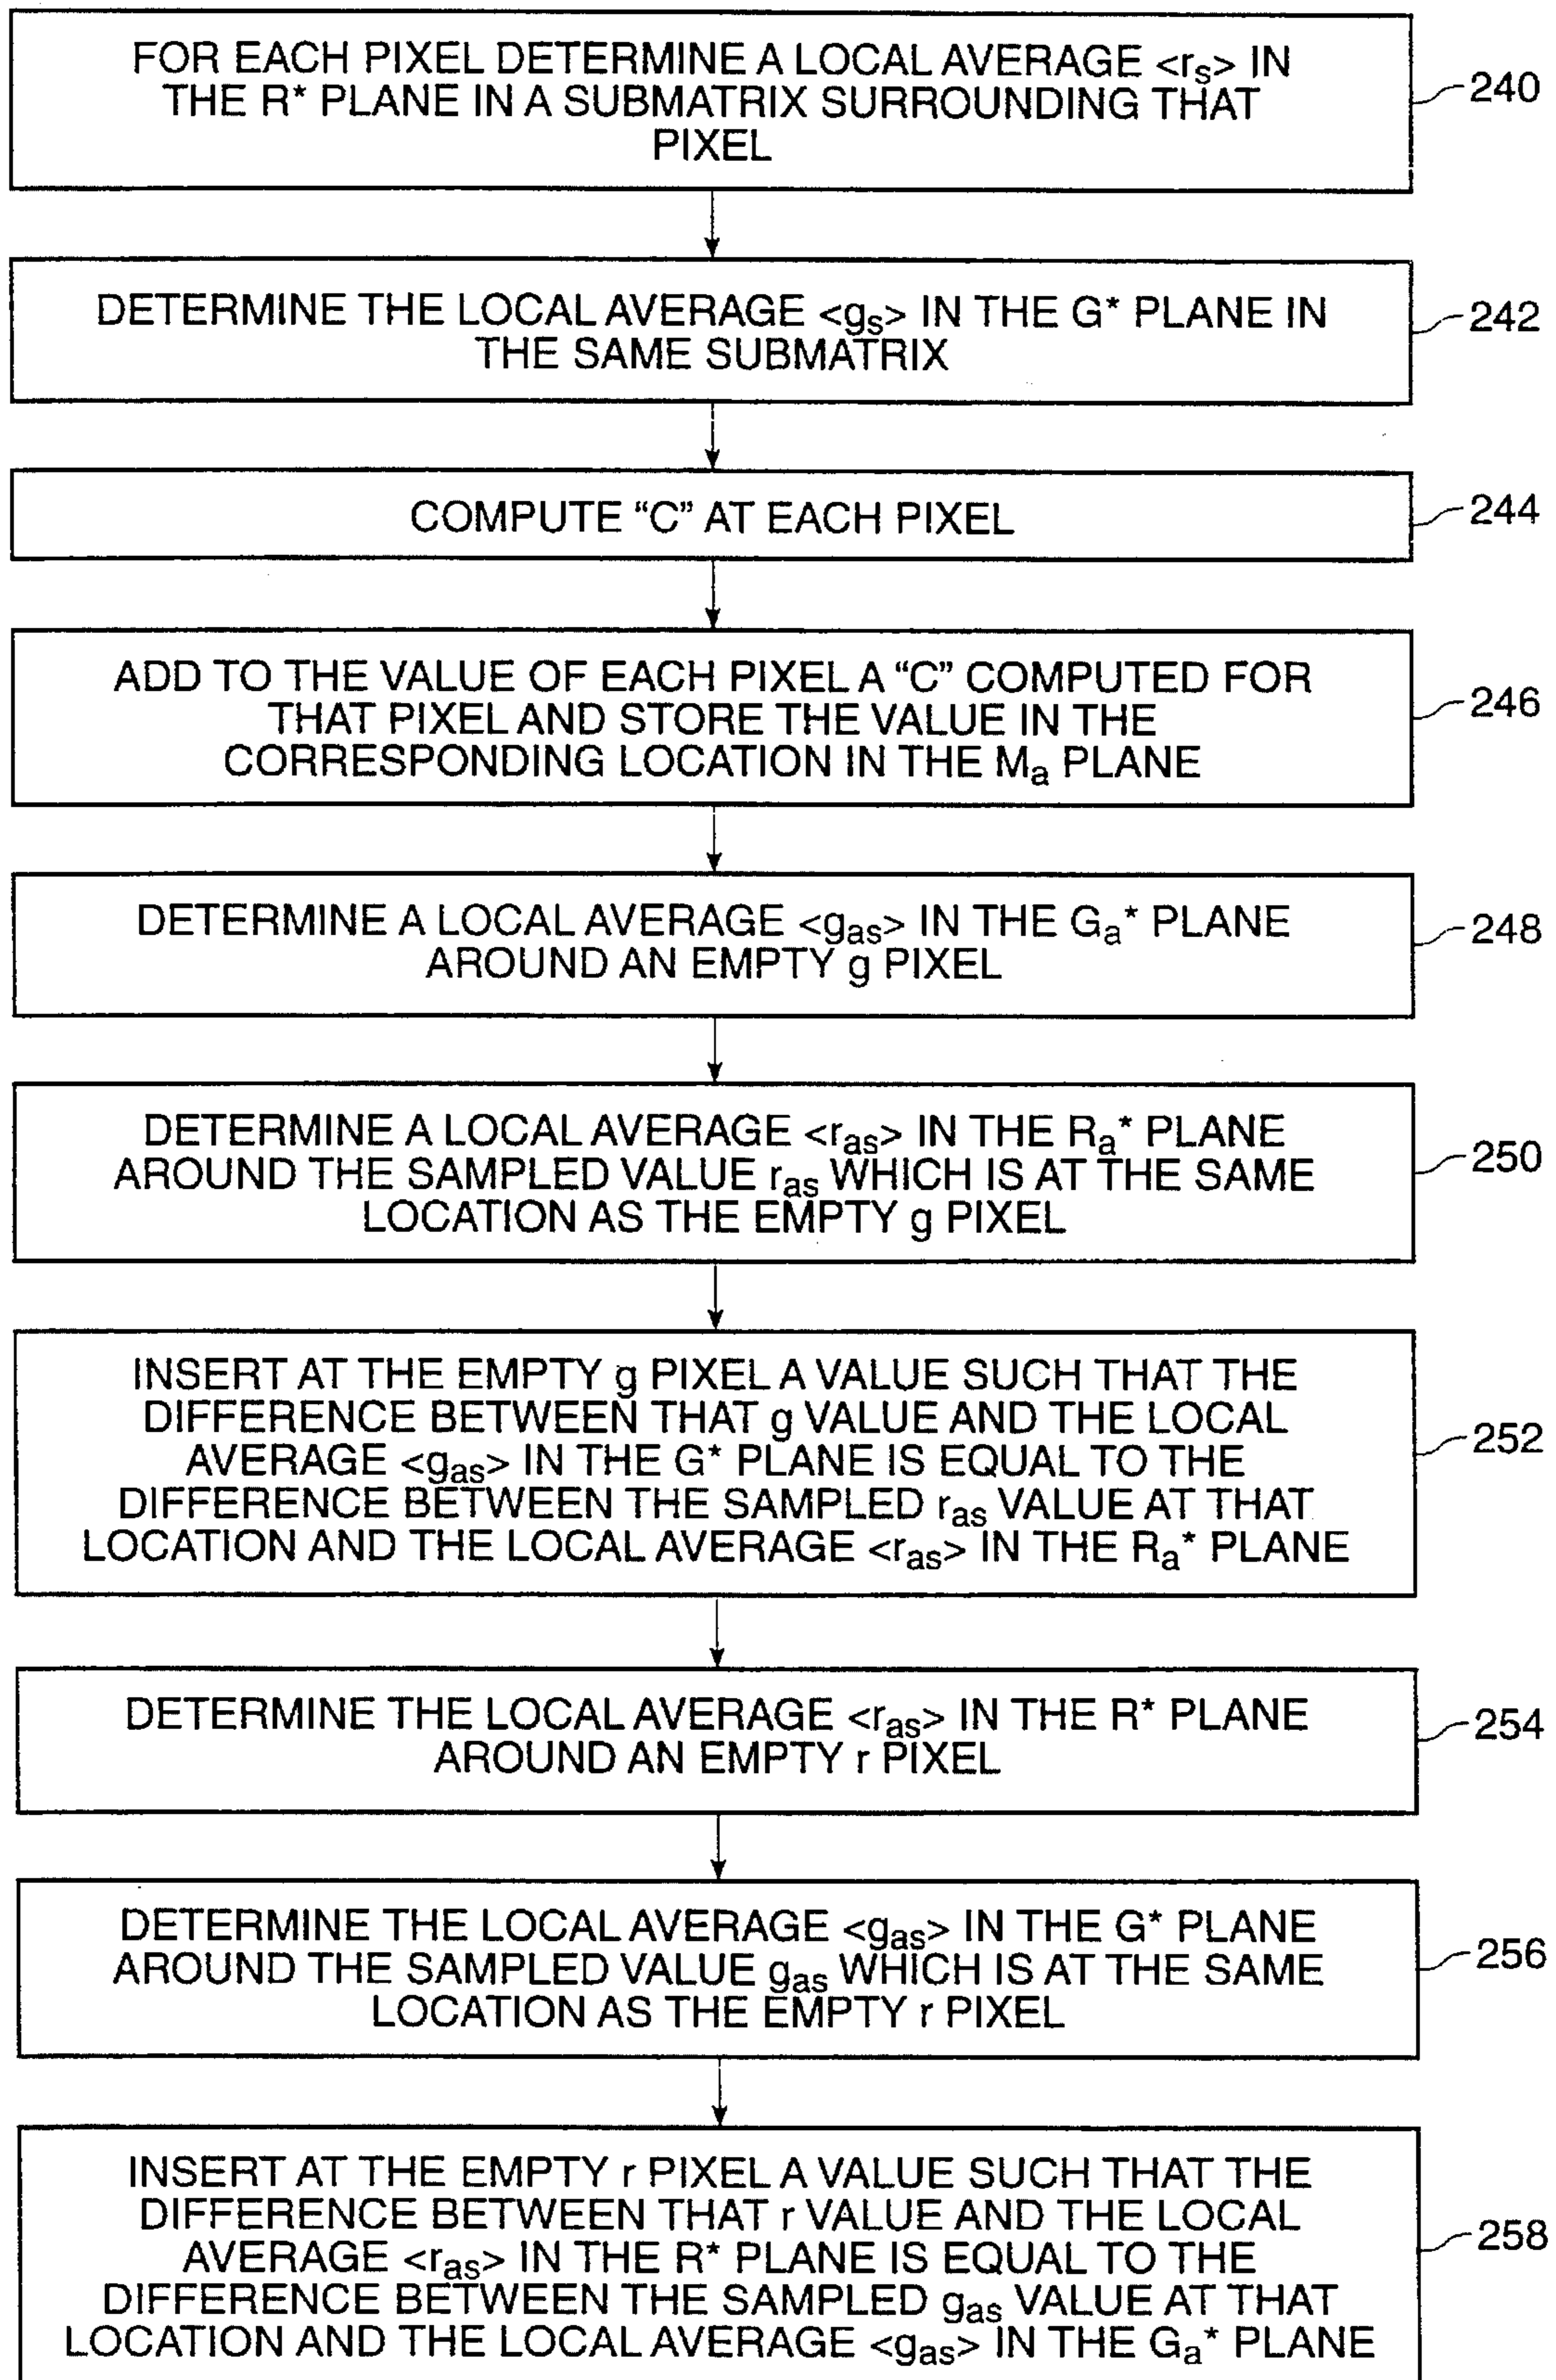 FOR EACH PIXEL DETERMINE A LOCAL AVERAGE <rs> IN
THE R* PLANE IN A SUBMATRIX SURROUNDING THAT
PIXEL
240
DETERMINE THE LOCAL AVERAGE <gs> IN THE G* PLANE IN
THE SAME SUBMATRIX
242
COMPUTE “C” AT EACH PIXEL
244
ADD TO THE VALUE OF EACH PIXEL A “C” COMPUTED FOR
THAT PIXEL AND STORE THE VALUE IN THE
CORRESPONDING LOCATION IN THE Ma PLANE
246
DETERMINE A LOCAL AVERAGE <gas> IN THE Ga* PLANE
AROUND AN EMPTY g PIXEL
248
DETERMINE A LOCAL AVERAGE <ras> IN THE Ra* PLANE
AROUND THE SAMPLED VALUE ras WHICH IS AT THE SAME
LOCATION AS THE EMPTY g PIXEL
250
INSERT AT THE EMPTY g PIXEL A VALUE SUCH THAT THE
DIFFERENCE BETWEEN THAT g VALUE AND THE LOCAL
AVERAGE <gas> IN THE G* PLANE IS EQUAL TO THE
DIFFERENCE BETWEEN THE SAMPLED ras VALUE AT THAT
LOCATION AND THE LOCAL AVERAGE <ras> IN THE Ra* PLANE
252
DETERMINE THE LOCAL AVERAGE <ras> IN THE R* PLANE
AROUND AN EMPTY r PIXEL
254
DETERMINE THE LOCAL AVERAGE <gas> IN THE G* PLANE
AROUND THE SAMPLED VALUE gas WHICH IS AT THE SAME
LOCATION AS THE EMPTY r PIXEL
256
INSERT AT THE EMPTY r PIXEL A VALUE SUCH THAT THE
DIFFERENCE BETWEEN THAT r VALUE AND THE LOCAL
AVERAGE <ras> IN THE R* PLANE IS EQUAL TO THE
DIFFERENCE BETWEEN THE SAMPLED gas VALUE AT THAT
LOCATION AND THE LOCAL AVERAGE <gas> IN THE Ga* PLANE
258